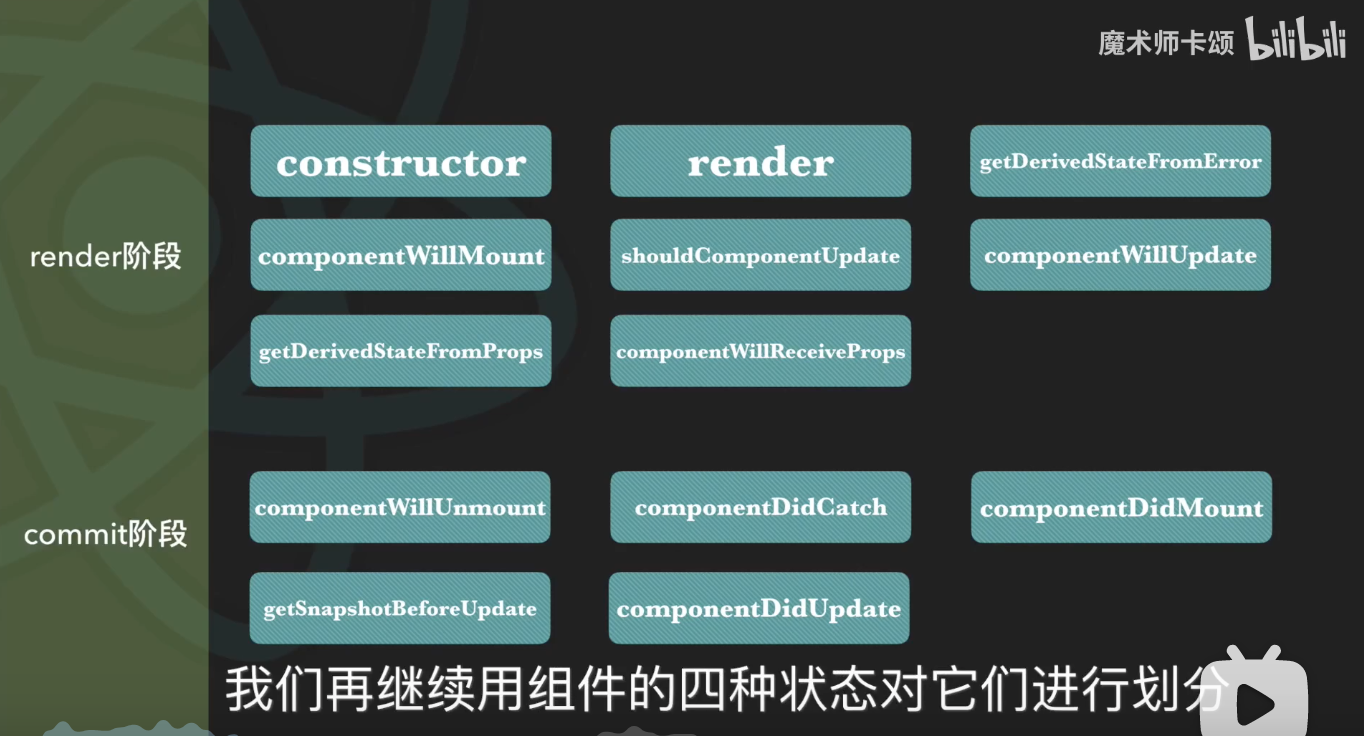 魔术师卡颂 bilibili
constructor render getDerivedStateFromError
render阶段
componentWillMount shouldComponentUpdate componentWillUpdate
getDerivedStateFromProps componentWillReceiveProps
componentWillUnmount componentDidCatch componentDidMount
commit阶段
getSnapshotBeforeUpdate componentDidUpdate
我们再继续用组件的四种状态对它们进行划分